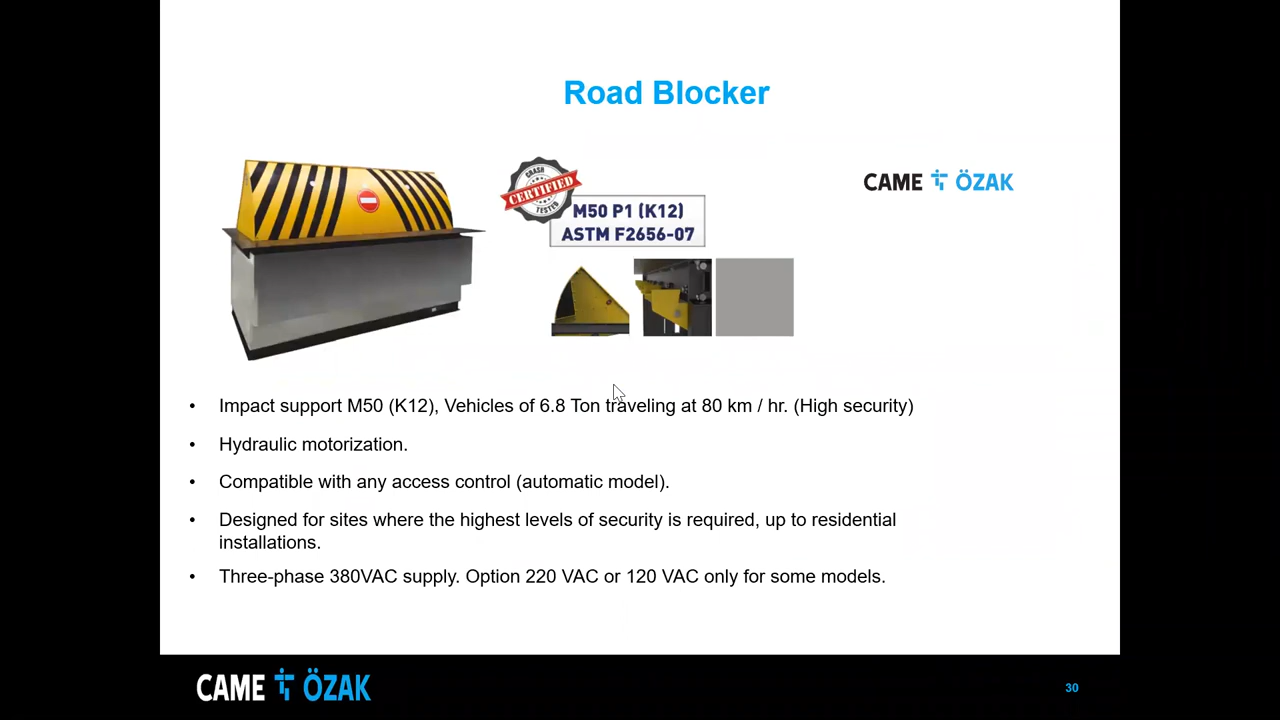 Road Blocker
CRASH
CERTIFIED
TESTED
M50 P1 (K12)
ASTM F2656-07
CAME ÖZAK
• Impact support M50 (K12), Vehicles of 6.8 Ton traveling at 80 km / hr. (High security)
• Hydraulic motorization.
• Compatible with any access control (automatic model).
• Designed for sites where the highest levels of security is required, up to residential
installations.
• Three-phase 380VAC supply. Option 220 VAC or 120 VAC only for some models.
CAME ÖZAK
30